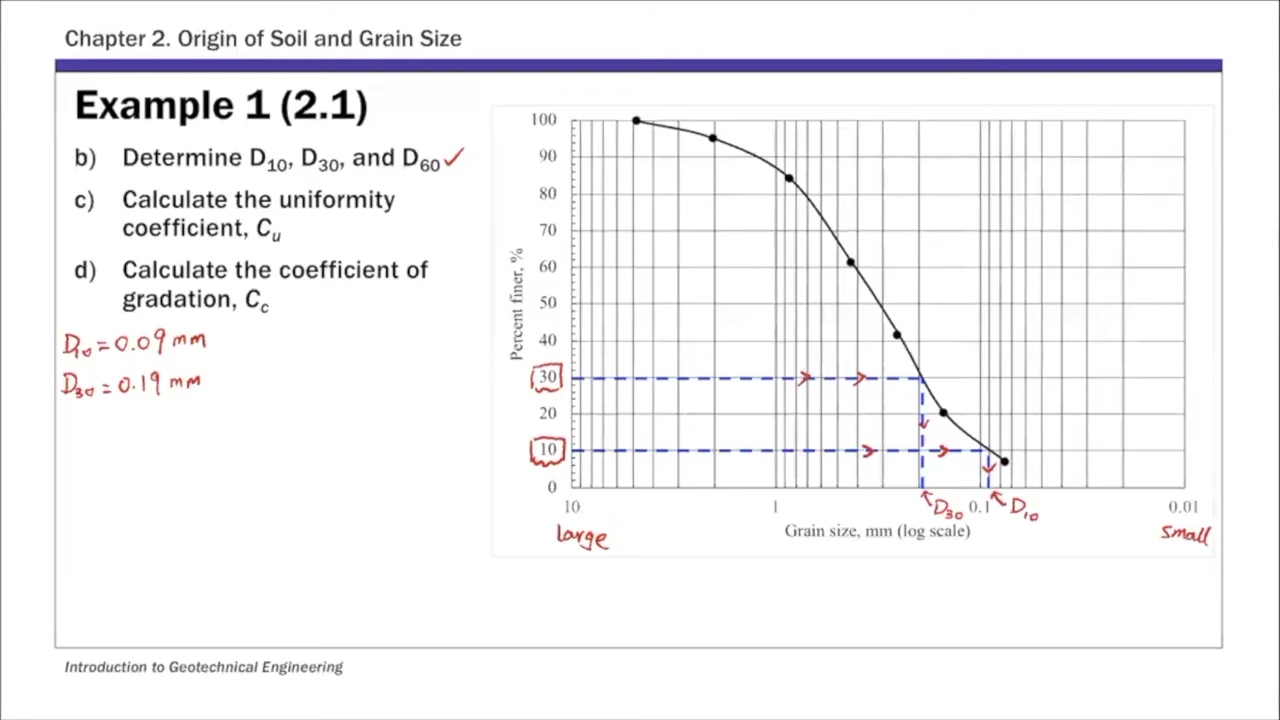 Chapter 2. Origin of Soil and Grain Size
Example 1 (2.1)
b) Determine D₁₀, D₃₀, and D₆₀ ✓
c) Calculate the uniformity
coefficient, Cᵤ
d) Calculate the coefficient of
gradation, C꜀
D₁₀ = 0.09 mm
D₃₀ = 0.19 mm
Percent finer, %
100
90
80
70
60
50
40
30
20
10
0
10 1 0.1 0.01
D₃₀ D₁₀
Grain size, mm (log scale)
large small
Introduction to Geotechnical Engineering